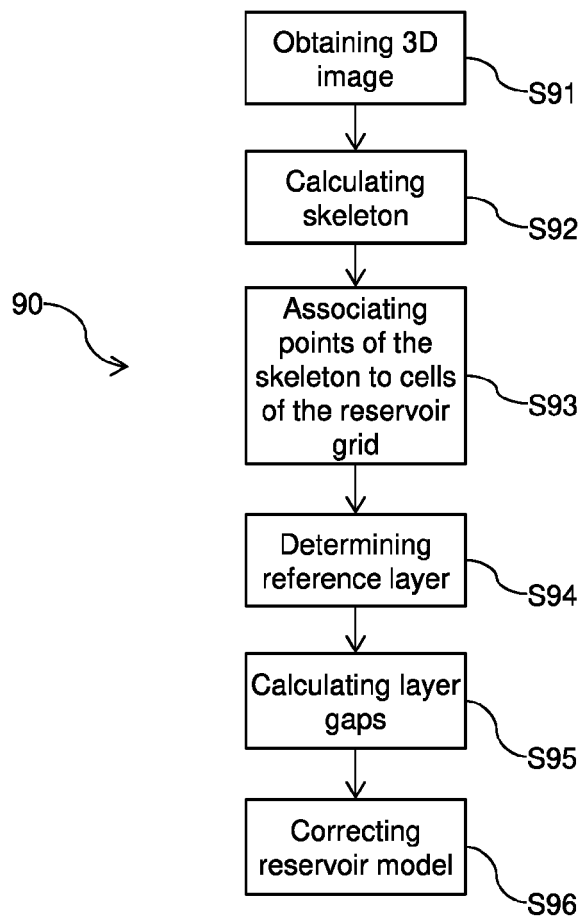 Obtaining 3D
image
S91
Calculating
skeleton
S92
90
Associating
points of the
skeleton to cells
of the reservoir
grid
S93
Determining
reference layer
S94
Calculating layer
gaps
S95
Correcting
reservoir model
S96